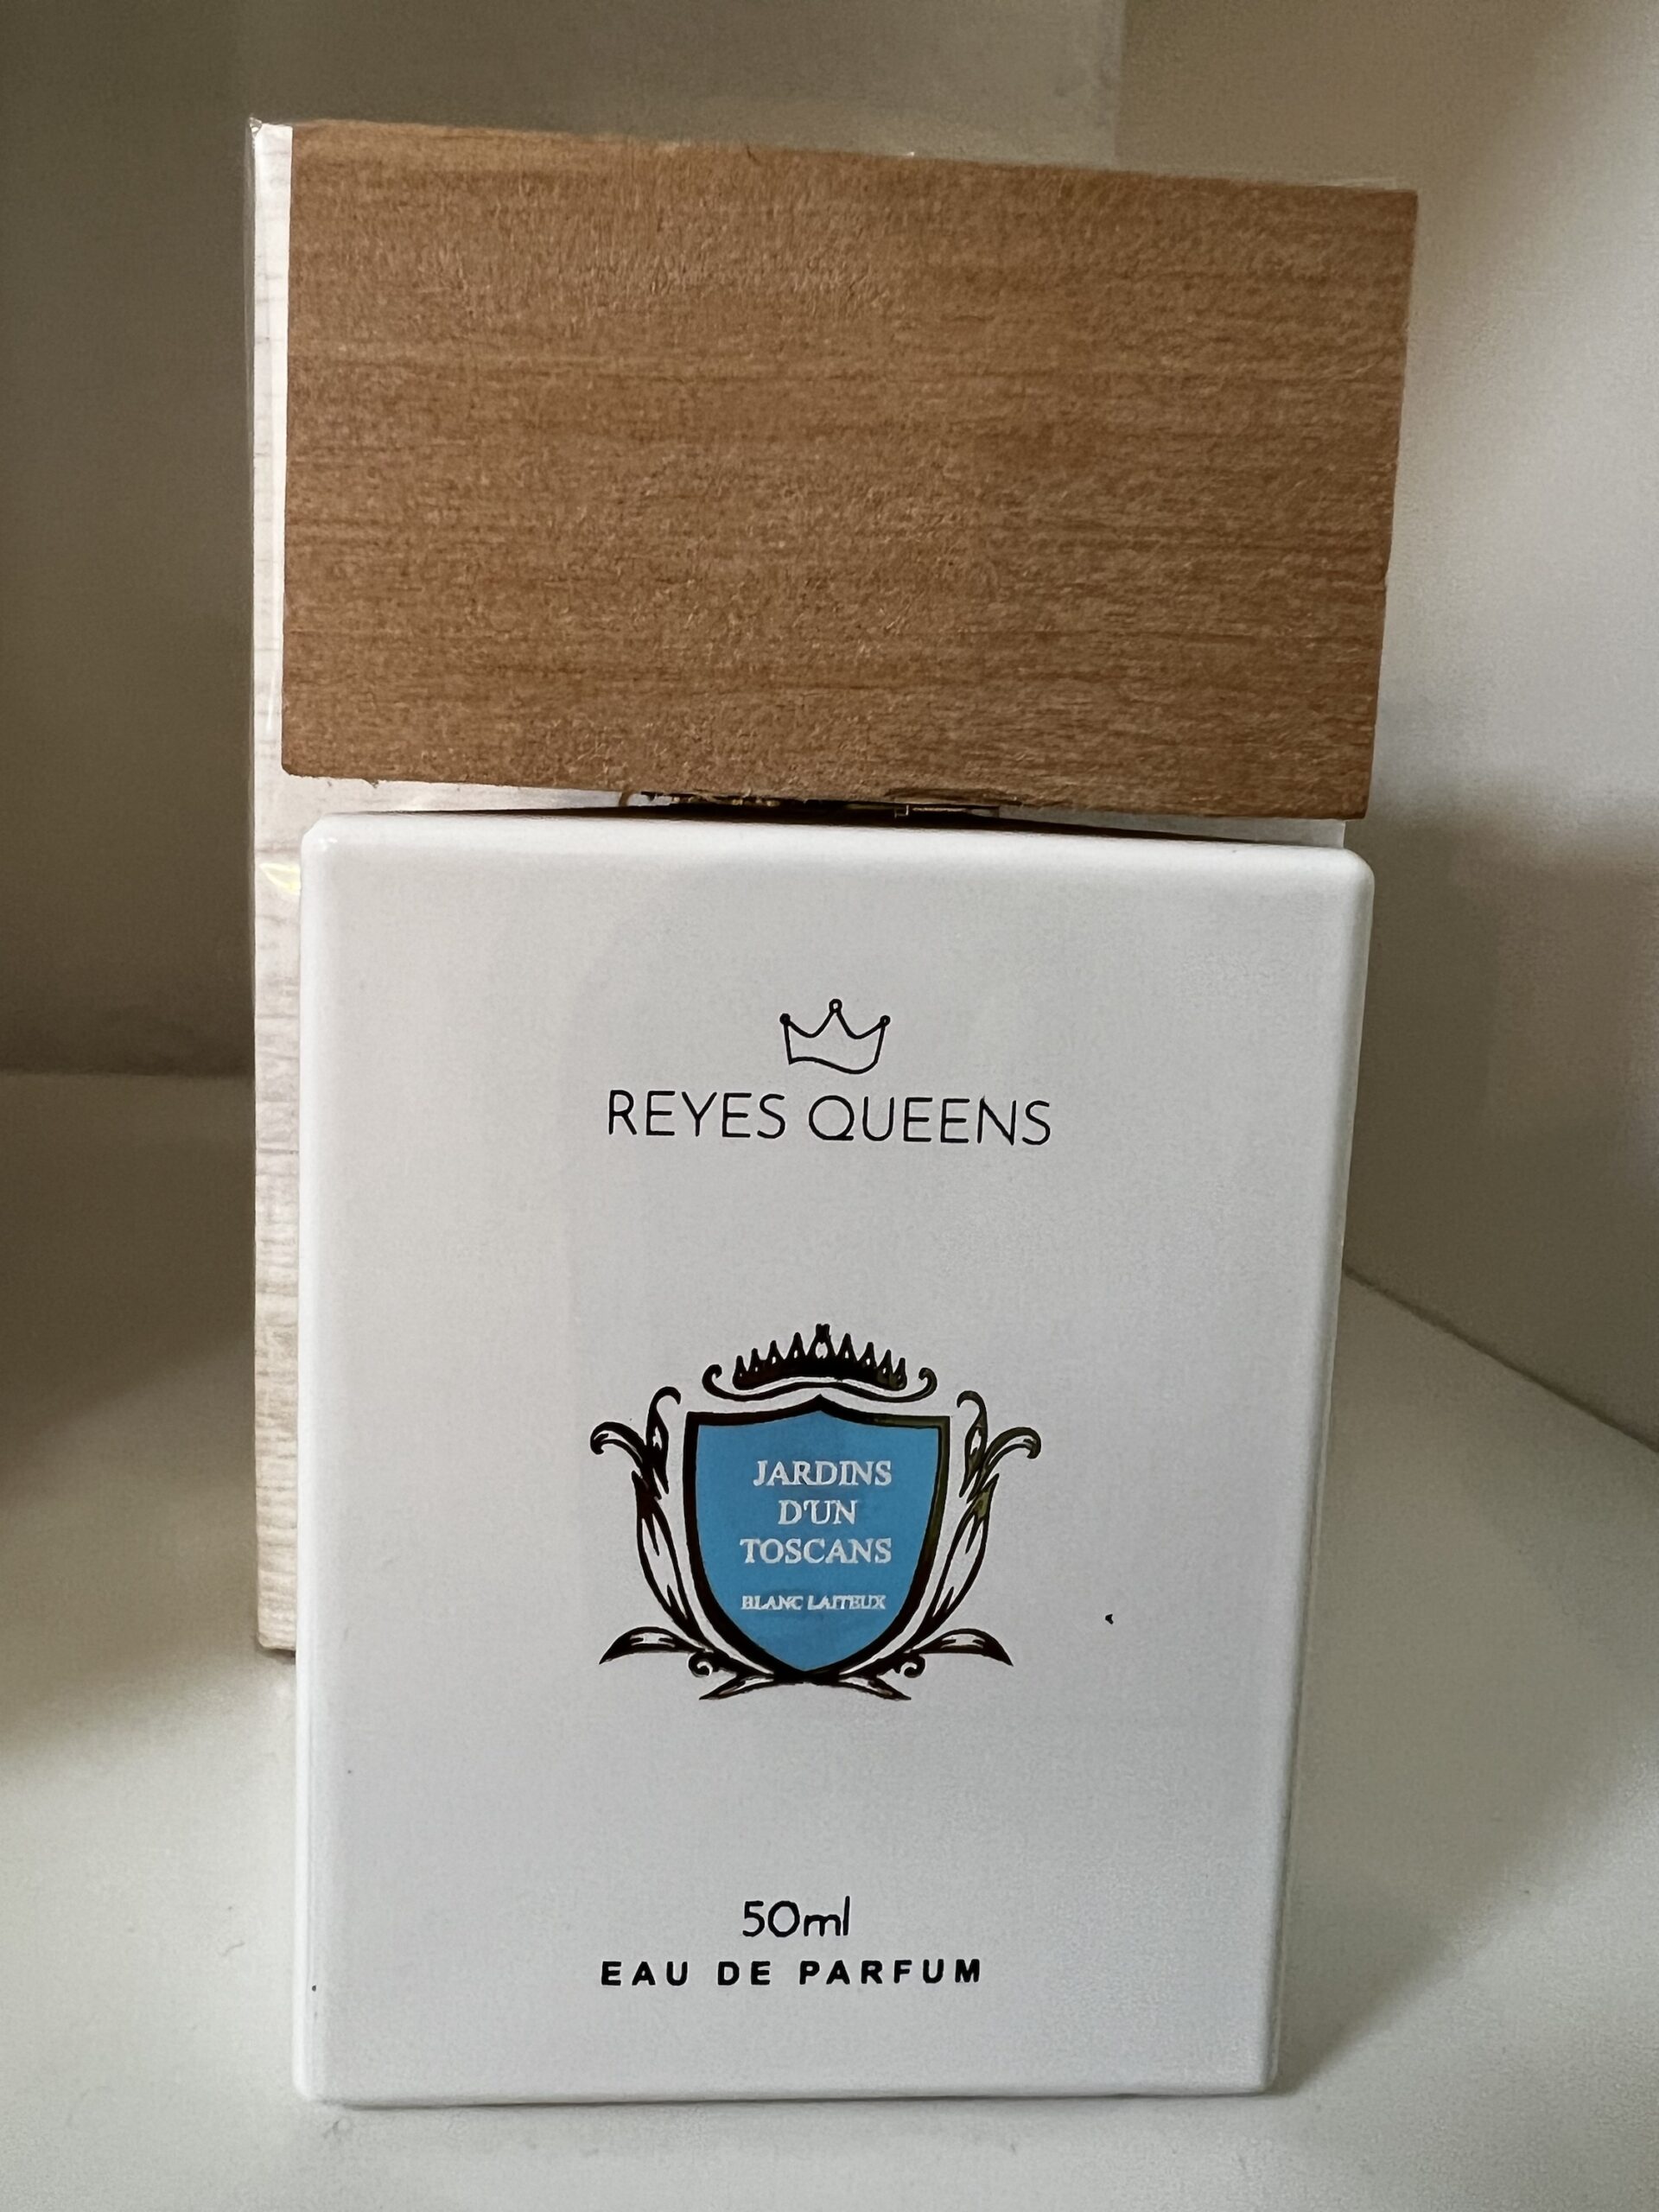 REYES QUEENS
JARDINS
D'UN
TOSCANS
BLANC LAITEUX
50ml
EAU DE PARFUM